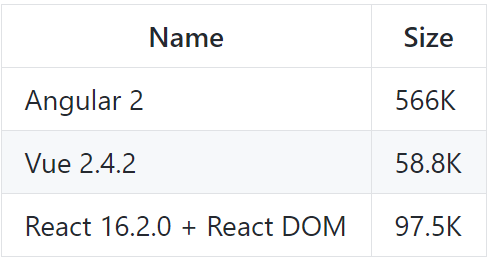 Name Size
Angular 2 566K
Vue 2.4.2 58.8K
React 16.2.0 + React DOM 97.5K